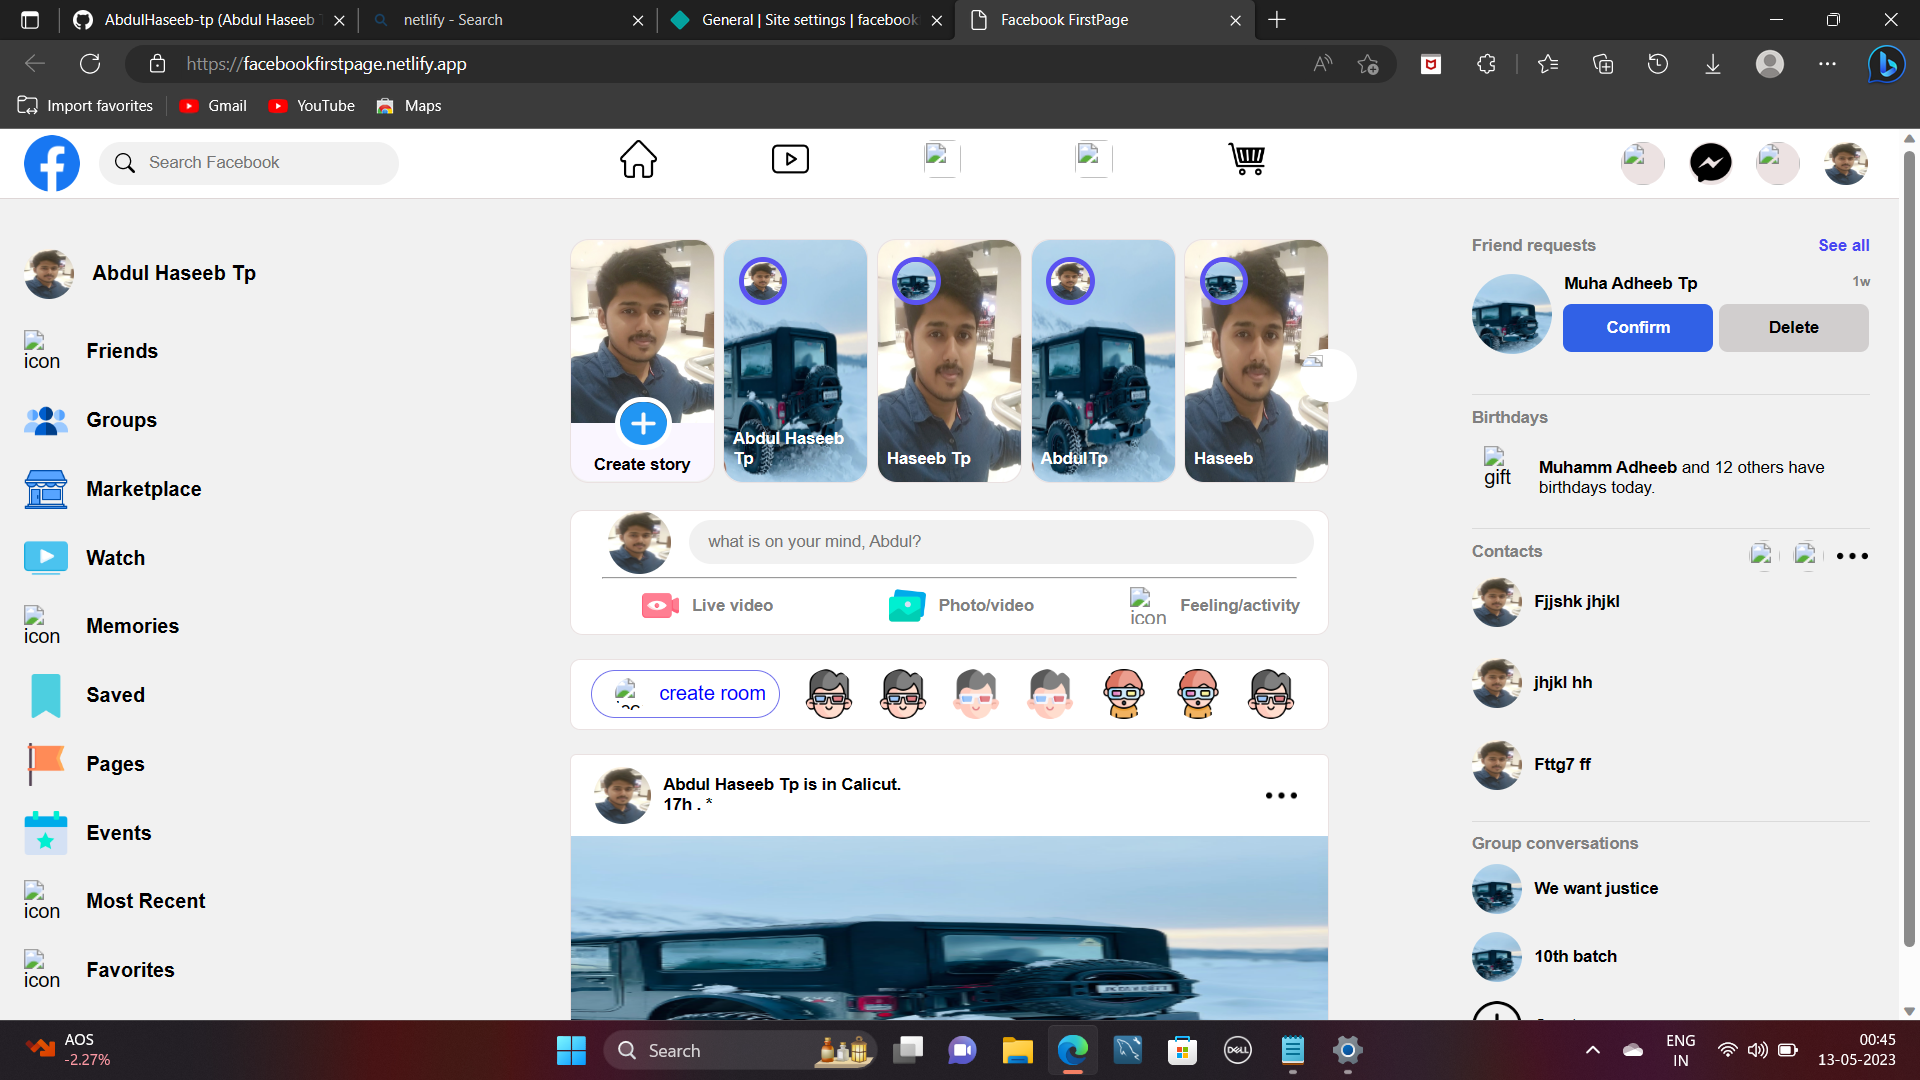 AbdulHaseeb-tp (Abdul Haseeb T
netlify - Search
General | Site settings | facebook
Facebook FirstPage
https://facebookfirstpage.netlify.app
Import favorites
Gmail
YouTube
Maps
Search Facebook
Abdul Haseeb Tp
icon
Friends
Groups
Marketplace
Watch
icon
Memories
Saved
Pages
Events
icon
Most Recent
icon
Favorites
Create story
Abdul Haseeb
Tp
Haseeb Tp
AbdulTp
Haseeb
what is on your mind, Abdul?
Live video
Photo/video
icon
Feeling/activity
create room
Abdul Haseeb Tp is in Calicut.
17h . *
Friend requests
See all
Muha Adheeb Tp
1w
Confirm
Delete
Birthdays
gift
Muhamm Adheeb and 12 others have
birthdays today.
Contacts
Fjjshk jhjkl
jhjkl hh
Fttg7 ff
Group conversations
We want justice
10th batch
AOS
-2.27%
Search
DELL
ENG
IN
00:45
13-05-2023